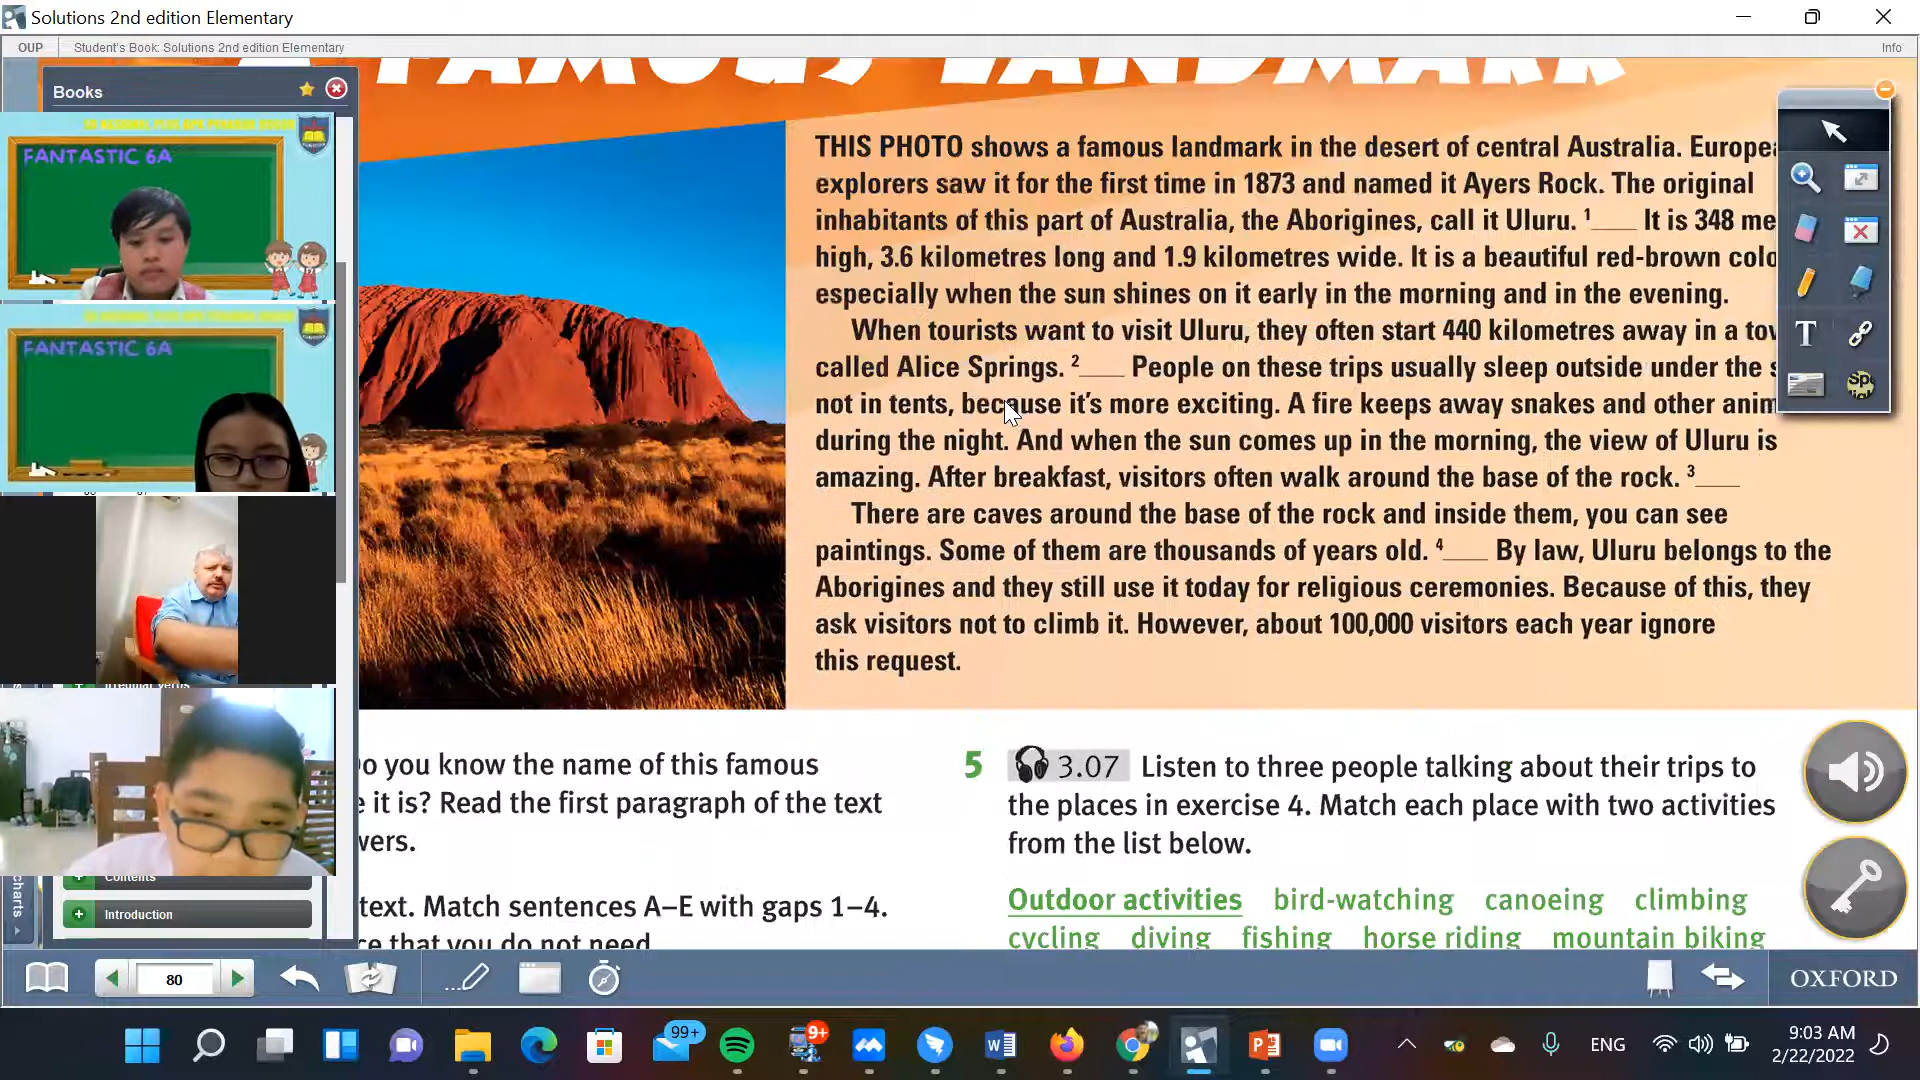 Solutions 2nd edition Elementary
OUP Student's Book: Solutions 2nd edition Elementary Info
A FAMOUS LANDMARK
Books
FANTASTIC 6A
FANTASTIC 6A
THIS PHOTO shows a famous landmark in the desert of central Australia. Europea
explorers saw it for the first time in 1873 and named it Ayers Rock. The original
inhabitants of this part of Australia, the Aborigines, call it Uluru. 1___ It is 348 me
high, 3.6 kilometres long and 1.9 kilometres wide. It is a beautiful red-brown colo
especially when the sun shines on it early in the morning and in the evening.
When tourists want to visit Uluru, they often start 440 kilometres away in a tow
called Alice Springs. 2___ People on these trips usually sleep outside under the s
not in tents, because it's more exciting. A fire keeps away snakes and other anim
during the night. And when the sun comes up in the morning, the view of Uluru is
amazing. After breakfast, visitors often walk around the base of the rock. 3___
There are caves around the base of the rock and inside them, you can see
paintings. Some of them are thousands of years old. 4___ By law, Uluru belongs to the
Aborigines and they still use it today for religious ceremonies. Because of this, they
ask visitors not to climb it. However, about 100,000 visitors each year ignore
this request.
T
Irregular verbs
Contents
Introduction
charts
o you know the name of this famous
e it is? Read the first paragraph of the text
wers.
text. Match sentences A–E with gaps 1–4.
ce that you do not need.
5 3.07 Listen to three people talking about their trips to
the places in exercise 4. Match each place with two activities
from the list below.
Outdoor activities bird-watching canoeing climbing
cycling diving fishing horse riding mountain biking
80
OXFORD
99+
9+
ENG
9:03 AM
2/22/2022